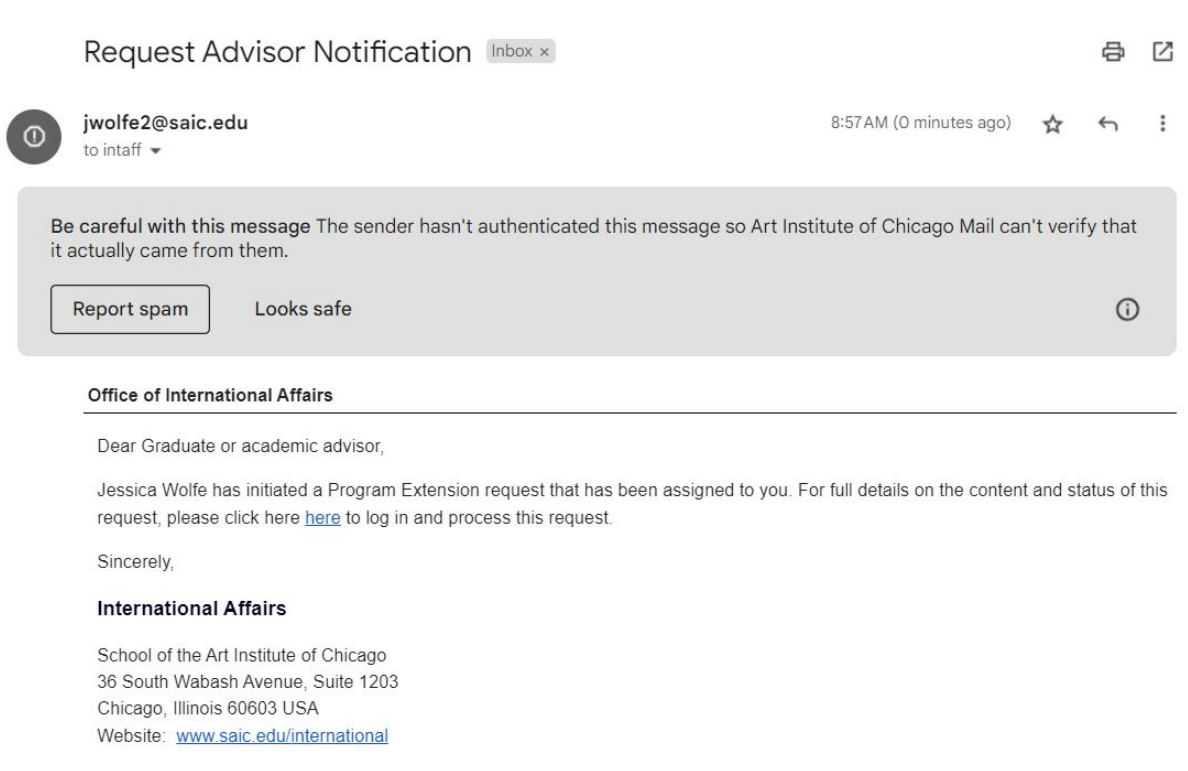 Request Advisor Notification Inbox ×
jwolfe2@saic.edu 8:57 AM (0 minutes ago)
to intaff
Be careful with this message The sender hasn't authenticated this message so Art Institute of Chicago Mail can't verify that
it actually came from them.
Report spam Looks safe
Office of International Affairs
Dear Graduate or academic advisor,
Jessica Wolfe has initiated a Program Extension request that has been assigned to you. For full details on the content and status of this
request, please click here here to log in and process this request.
Sincerely,
International Affairs
School of the Art Institute of Chicago
36 South Wabash Avenue, Suite 1203
Chicago, Illinois 60603 USA
Website: www.saic.edu/international